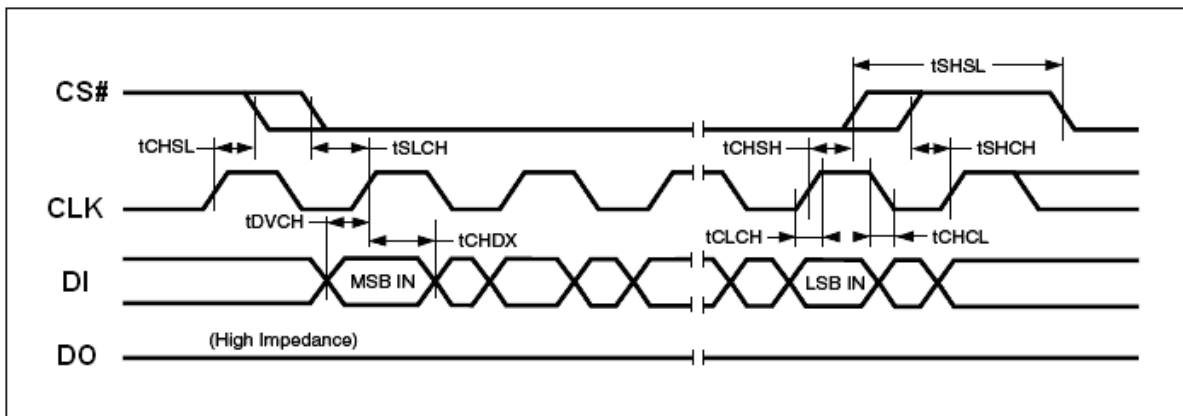 tSHSL
CS#
tCHSL
tSLCH
tCHSH
tSHCH
CLK
tDVCH
tCHDX
tCLCH
tCHCL
DI
MSB IN
LSB IN
(High Impedance)
DO